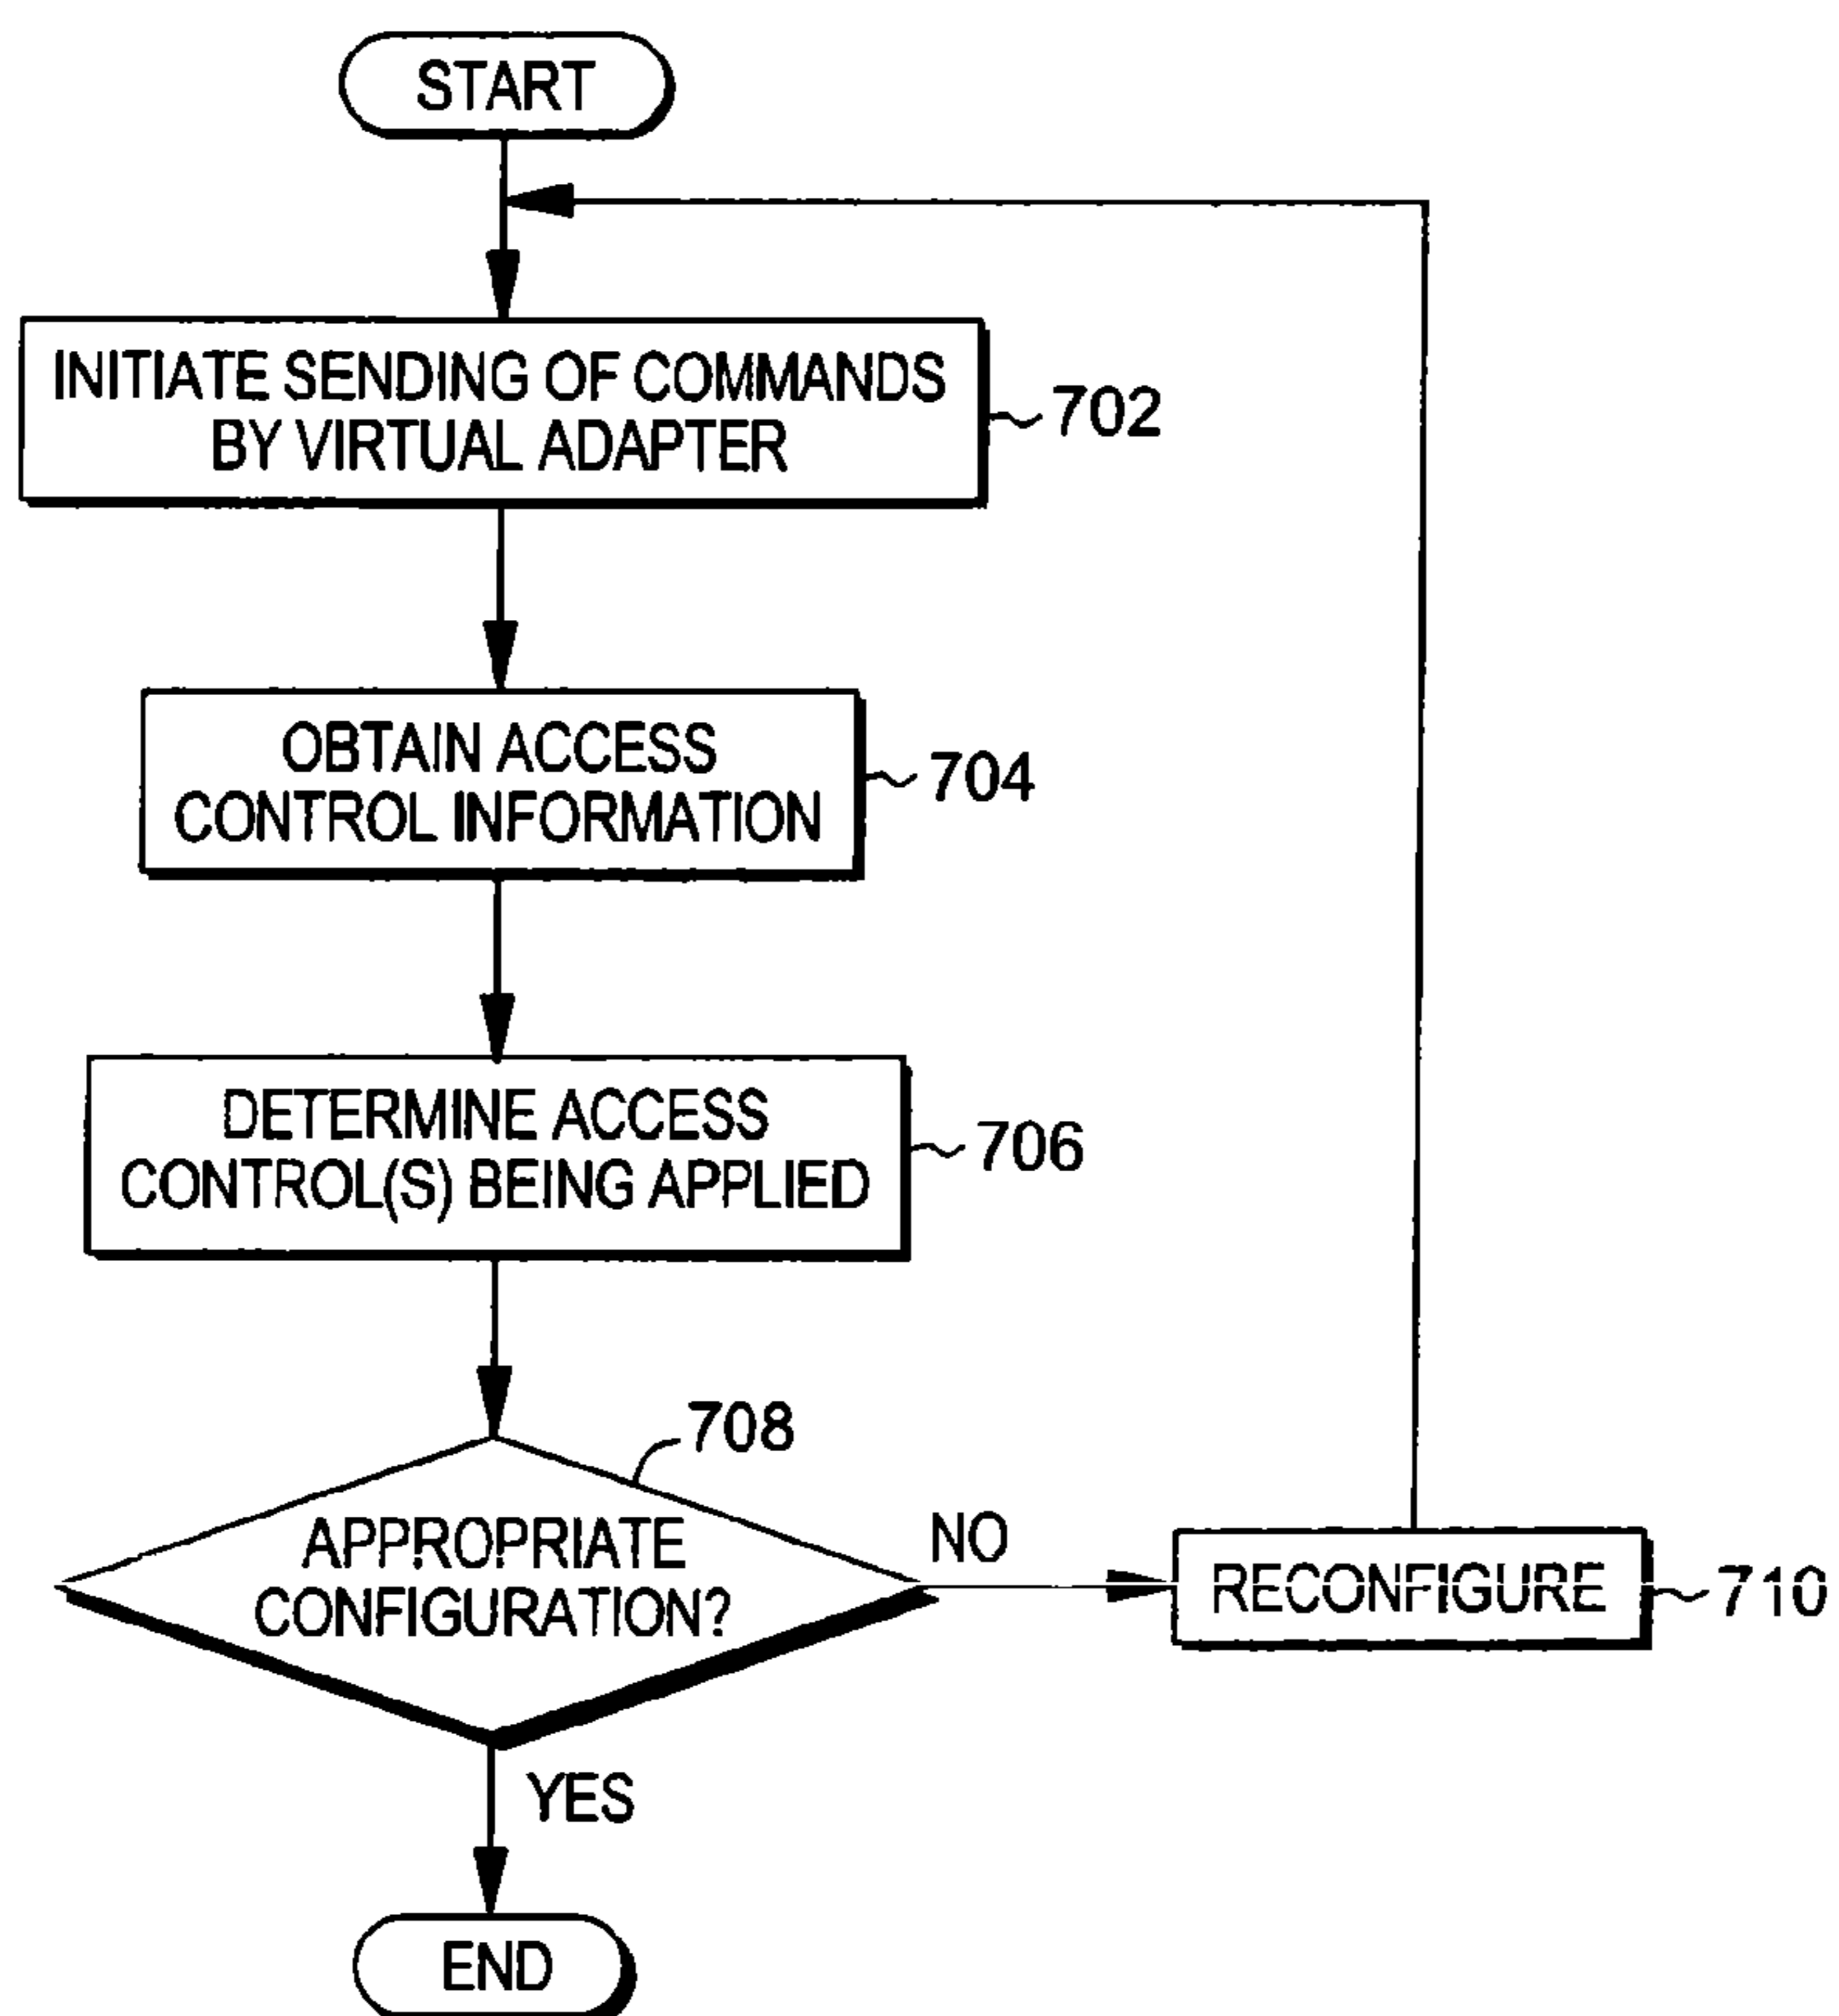 START
INITIATE SENDING OF COMMANDS
BY VIRTUAL ADAPTER
702
OBTAIN ACCESS
CONTROL INFORMATION
704
DETERMINE ACCESS
CONTROL(S) BEING APPLIED
706
708
APPROPRIATE
CONFIGURATION?
NO
RECONFIGURE
710
YES
END